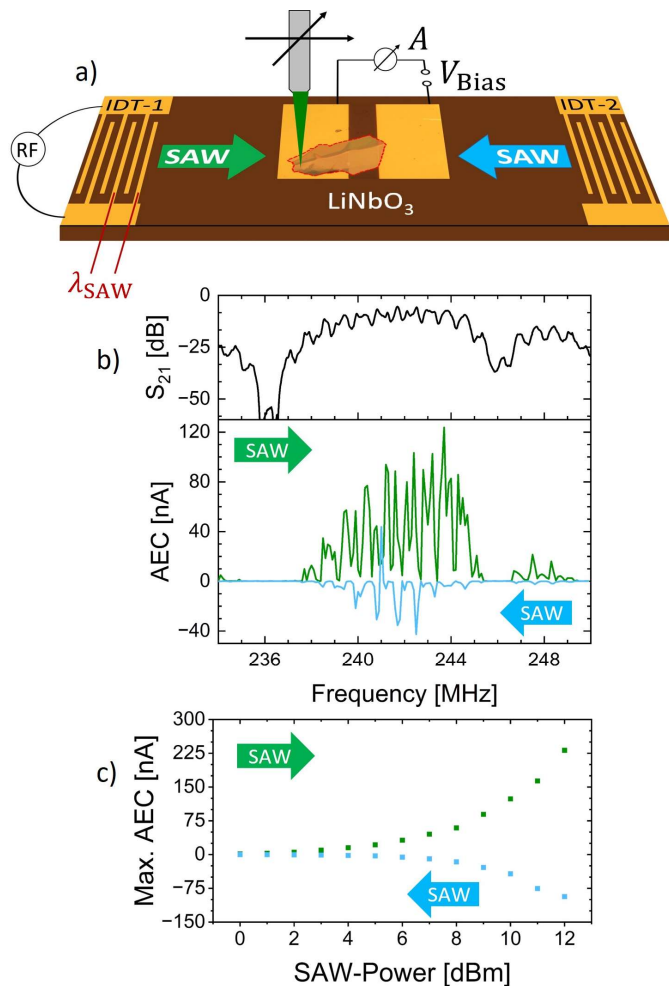 a)
A
V_Bias
IDT-1
IDT-2
RF
SAW
SAW
LiNbO₃
λ_SAW
b)
S₂₁ [dB]
0
−25
−50
AEC [nA]
120
80
40
0
−40
SAW
SAW
236
240
244
248
Frequency [MHz]
c)
Max. AEC [nA]
300
225
150
75
0
−75
−150
SAW
SAW
0
2
4
6
8
10
12
SAW-Power [dBm]